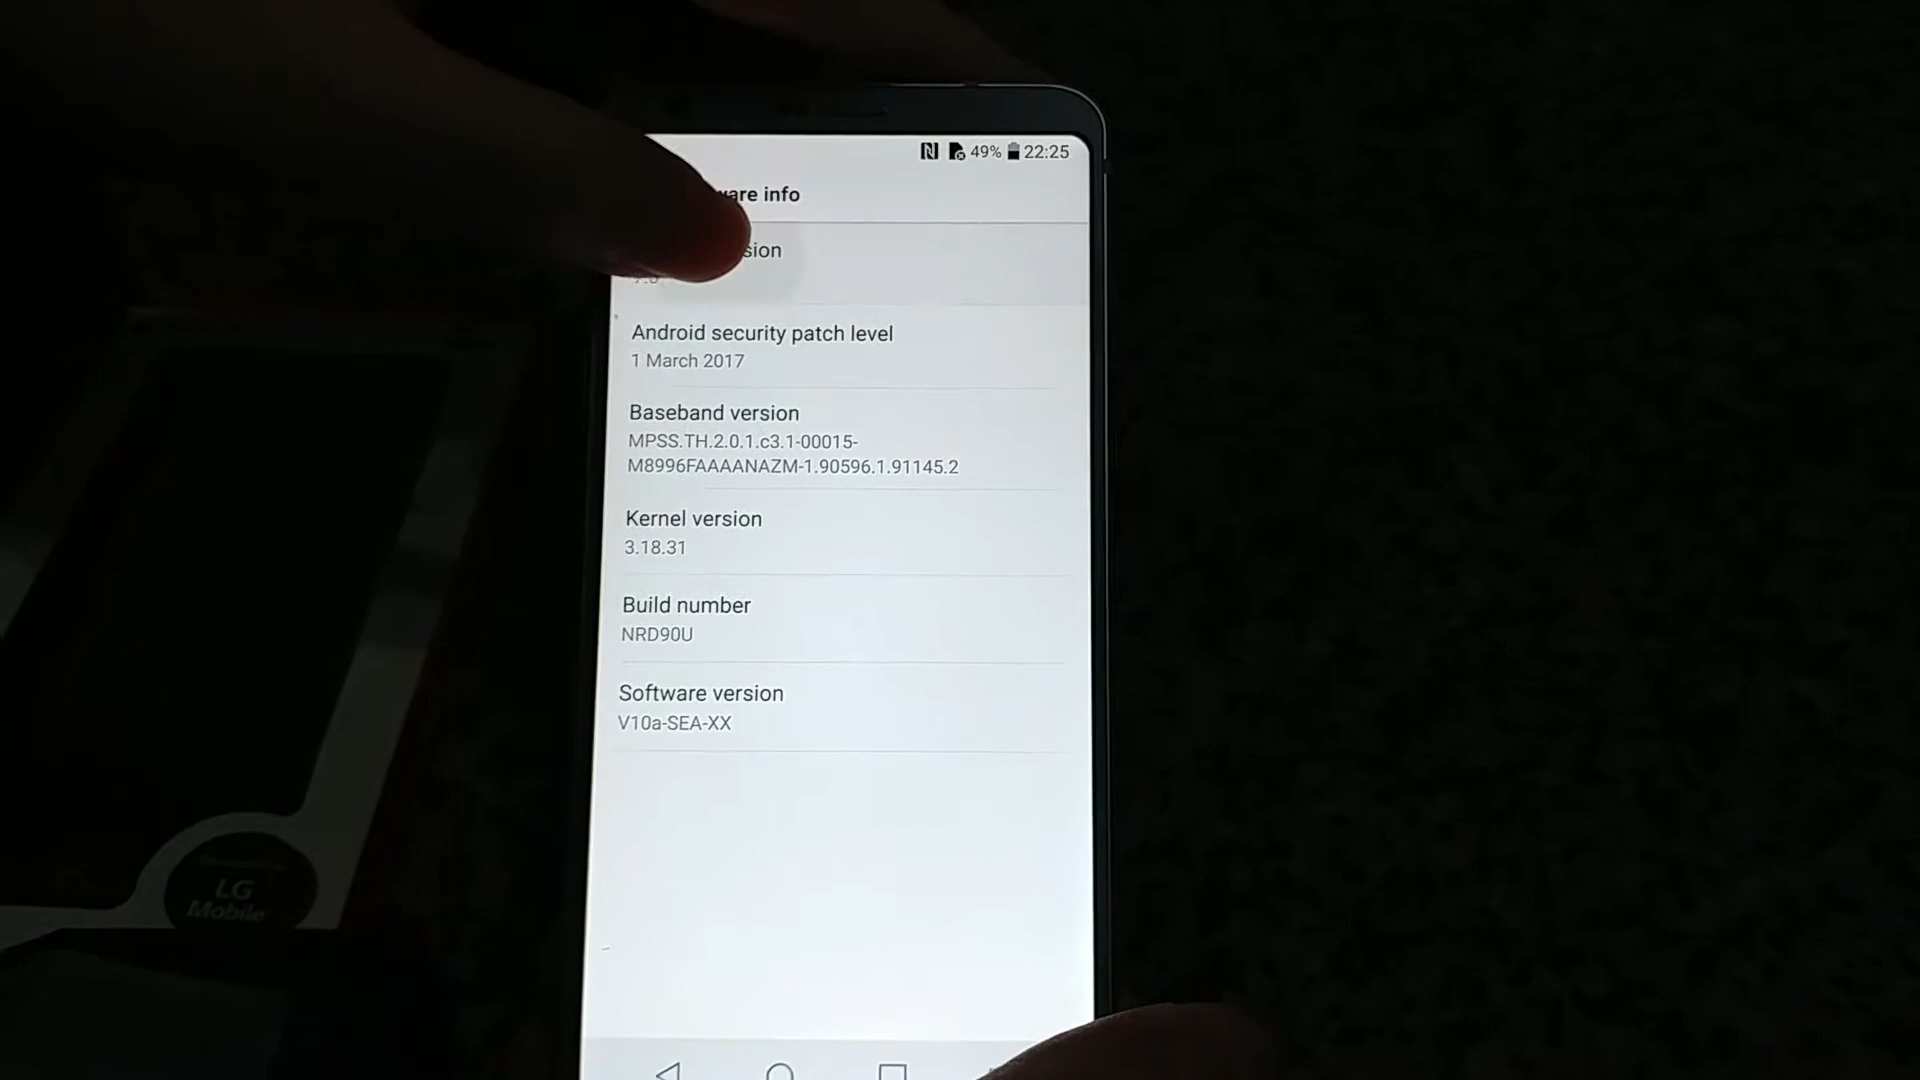 49% 22:25
ware info
sion
Android security patch level
1 March 2017
Baseband version
MPSS.TH.2.0.1.c3.1-00015-
M8996FAAAANAZM-1.90596.1.91145.2
Kernel version
3.18.31
Build number
NRD90U
Software version
V10a-SEA-XX
LG
Mobile